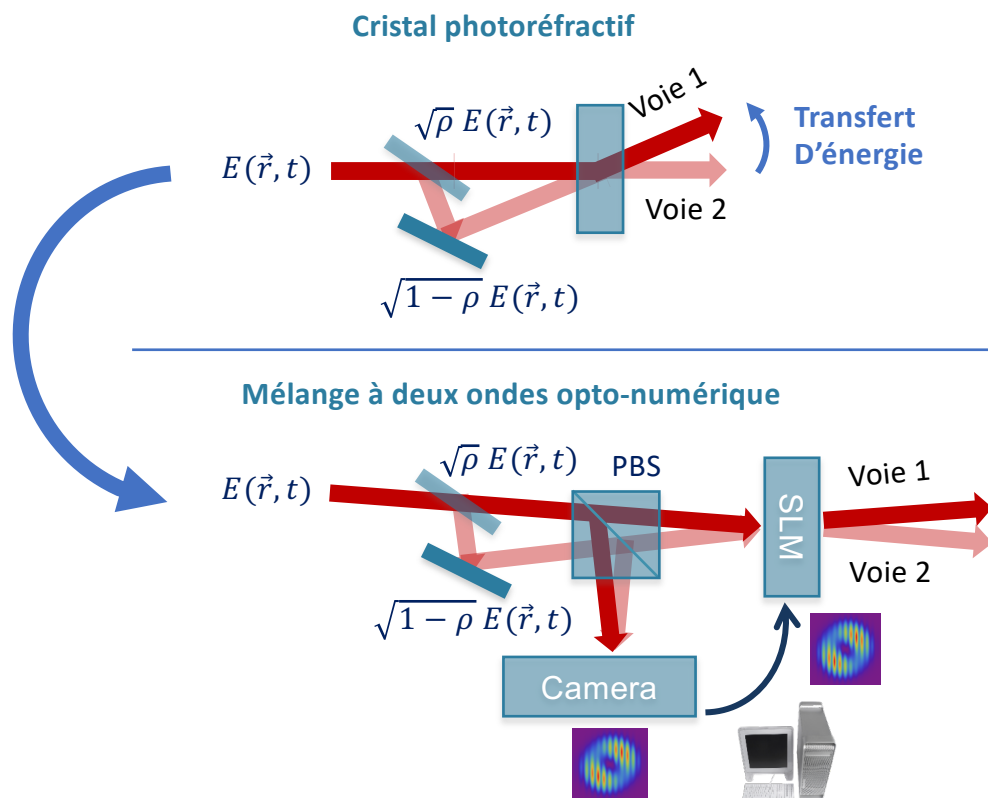 Cristal photoréfractif
√ρ E(r⃗, t)
Voie 1
Transfert
D'énergie
E(r⃗, t)
Voie 2
√1 − ρ E(r⃗, t)
Mélange à deux ondes opto-numérique
√ρ E(r⃗, t)
PBS
Voie 1
E(r⃗, t)
SLM
Voie 2
√1 − ρ E(r⃗, t)
Camera